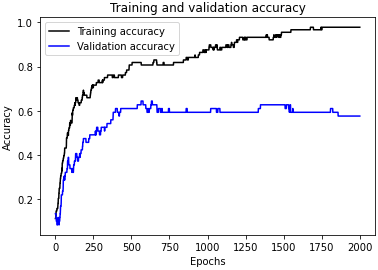 Training and validation accuracy
1.0
Training accuracy
Validation accuracy
0.8
0.6
0.4
0.2
Accuracy
0 250 500 750 1000 1250 1500 1750 2000
Epochs